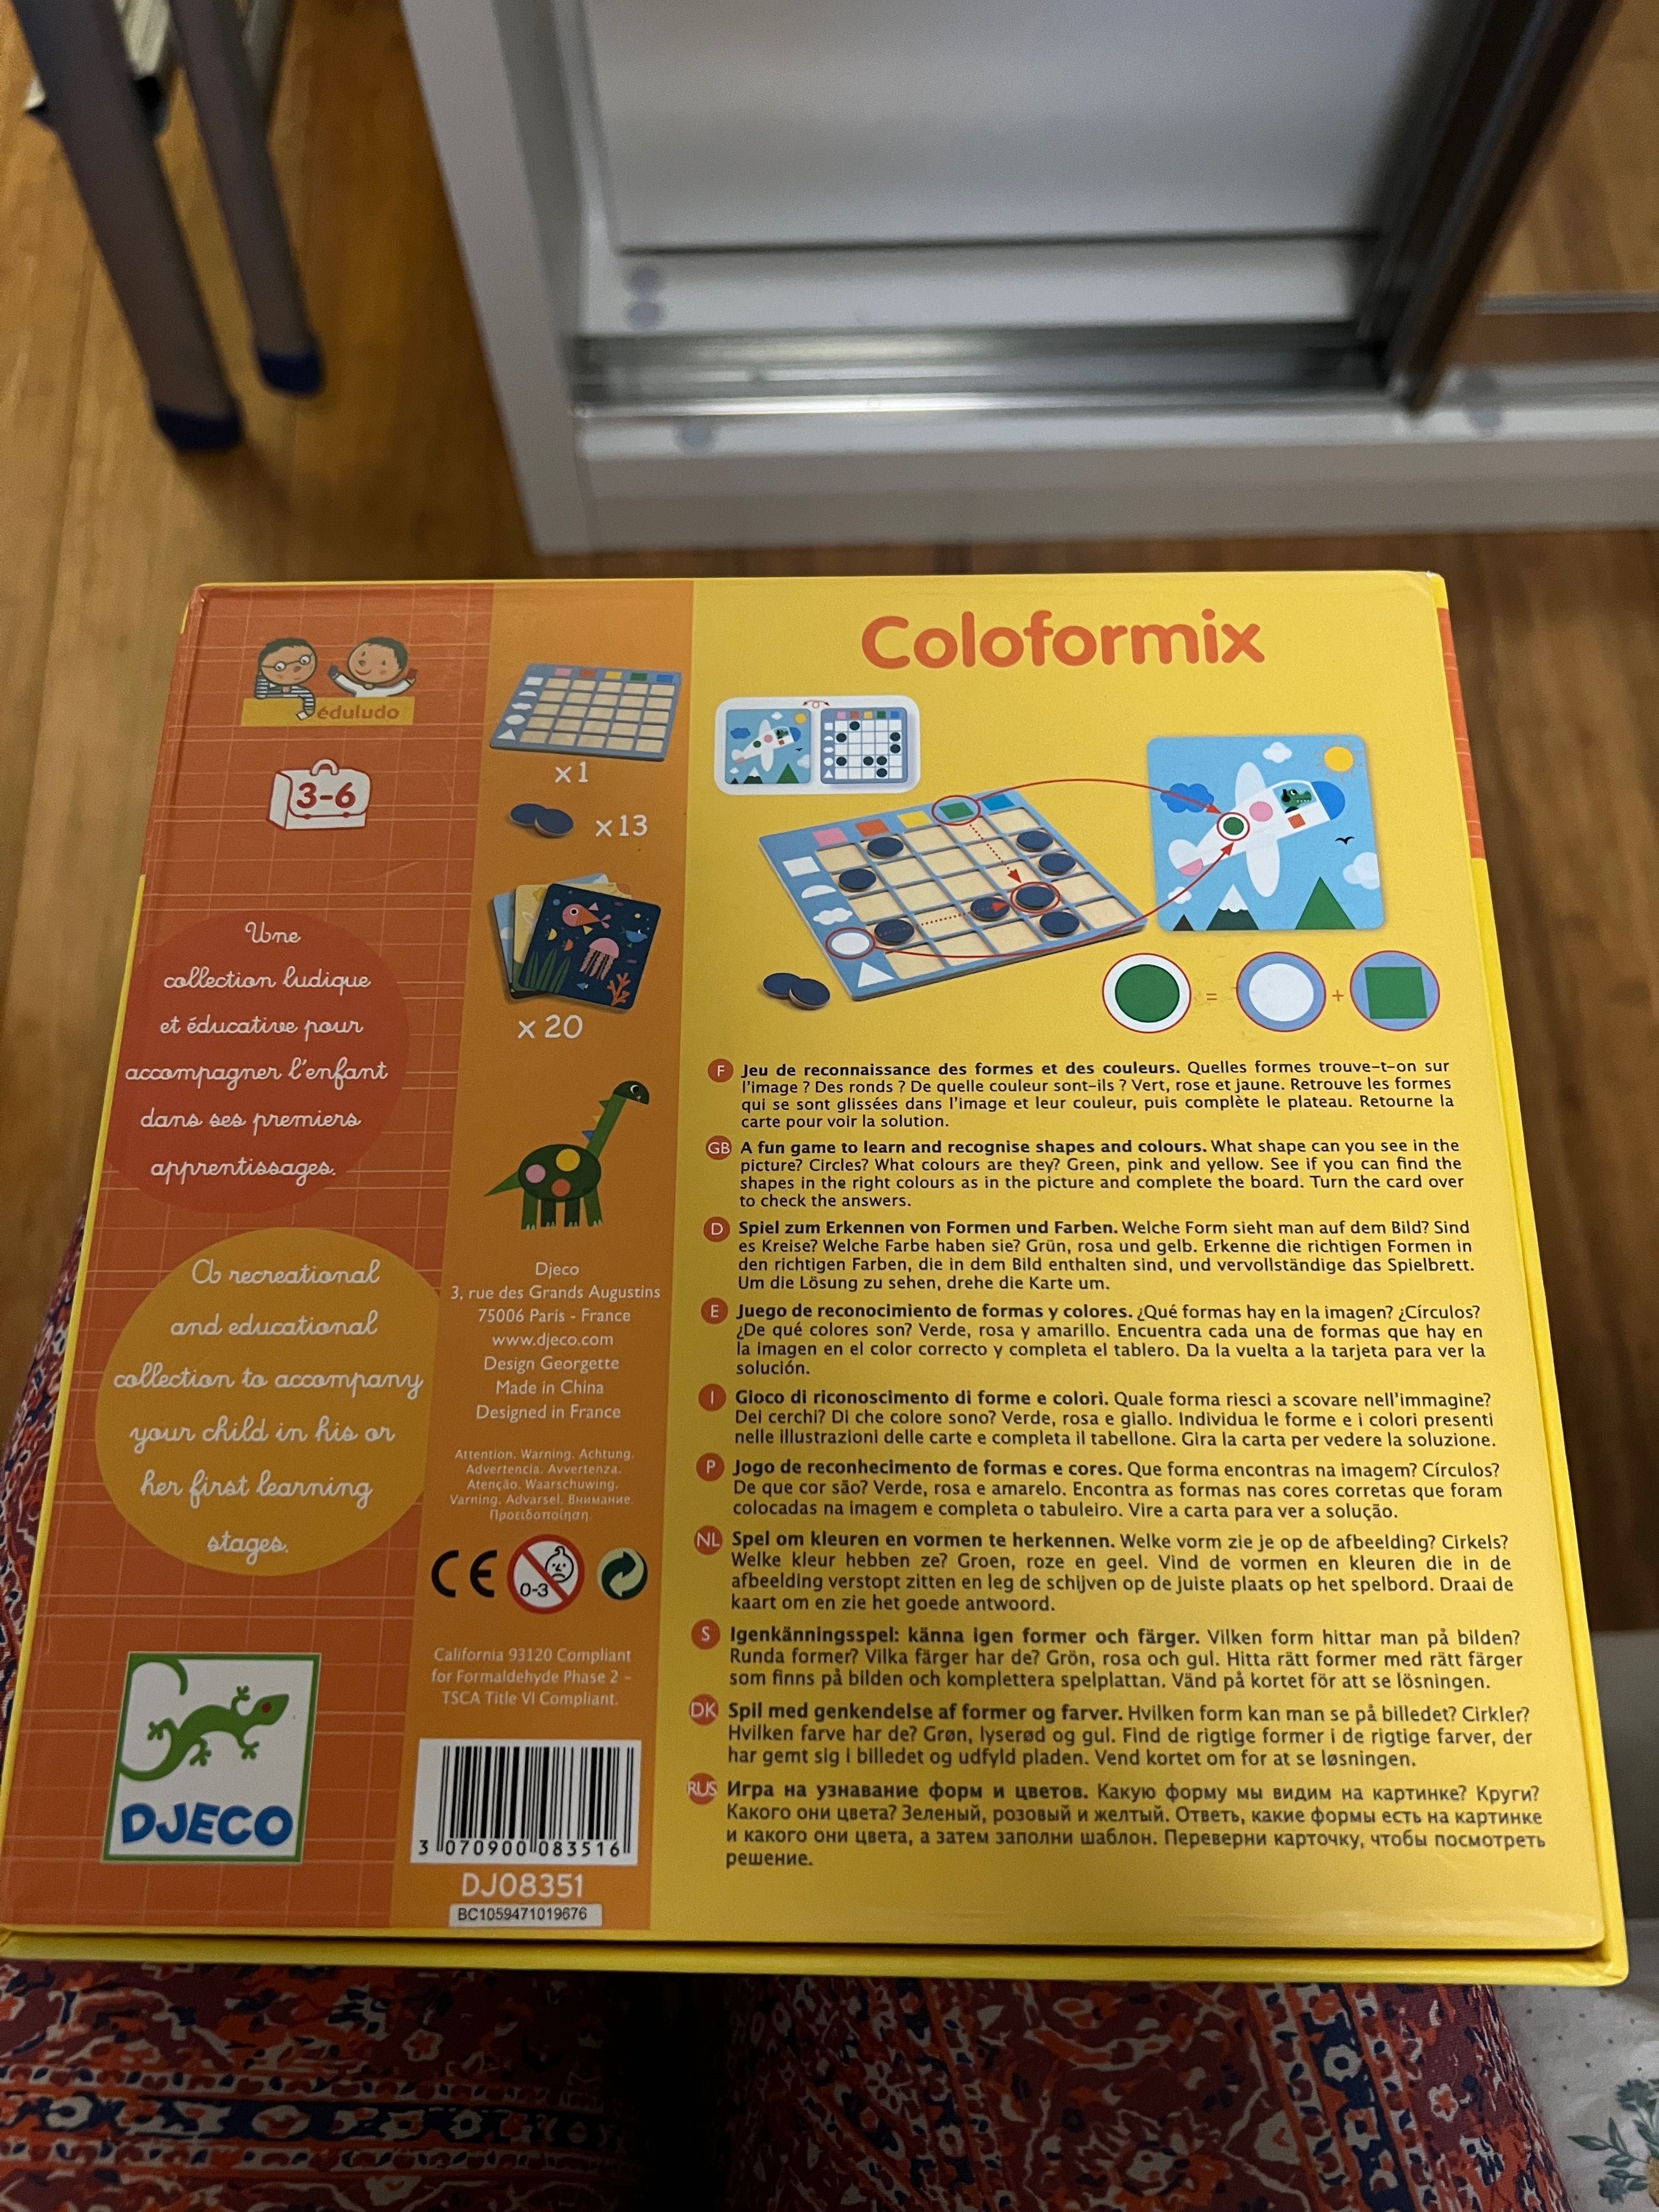 Coloformix
éduludo
3-6
Une
collection ludique
et éducative pour
accompagner l'enfant
dans ses premiers
apprentissages.
A recreational
and educational
collection to accompany
your child in his or
her first learning
stages.
DJECO
x1
x13
x 20
Djeco
3, rue des Grands Augustins
75006 Paris - France
www.djeco.com
Design Georgette
Made in China
Designed in France
Attention. Warning. Achtung.
Advertencia. Avvertenza.
Atenção. Waarschuwing.
Varning. Advarsel. Внимание.
Προειδοποίηση.
CE
0-3
California 93120 Compliant
for Formaldehyde Phase 2 –
TSCA Title VI Compliant.
3 070900 083516
DJ08351
BC1059471019676
= +
F Jeu de reconnaissance des formes et des couleurs. Quelles formes trouve-t-on sur
l'image ? Des ronds ? De quelle couleur sont-ils ? Vert, rose et jaune. Retrouve les formes
qui se sont glissées dans l'image et leur couleur, puis complète le plateau. Retourne la
carte pour voir la solution.
GB A fun game to learn and recognise shapes and colours. What shape can you see in the
picture? Circles? What colours are they? Green, pink and yellow. See if you can find the
shapes in the right colours as in the picture and complete the board. Turn the card over
to check the answers.
D Spiel zum Erkennen von Formen und Farben. Welche Form sieht man auf dem Bild? Sind
es Kreise? Welche Farbe haben sie? Grün, rosa und gelb. Erkenne die richtigen Formen in
den richtigen Farben, die in dem Bild enthalten sind, und vervollständige das Spielbrett.
Um die Lösung zu sehen, drehe die Karte um.
E Juego de reconocimiento de formas y colores. ¿Qué formas hay en la imagen? ¿Círculos?
¿De qué colores son? Verde, rosa y amarillo. Encuentra cada una de formas que hay en
la imagen en el color correcto y completa el tablero. Da la vuelta a la tarjeta para ver la
solución.
I Gioco di riconoscimento di forme e colori. Quale forma riesci a scovare nell'immagine?
Dei cerchi? Di che colore sono? Verde, rosa e giallo. Individua le forme e i colori presenti
nelle illustrazioni delle carte e completa il tabellone. Gira la carta per vedere la soluzione.
P Jogo de reconhecimento de formas e cores. Que forma encontras na imagem? Círculos?
De que cor são? Verde, rosa e amarelo. Encontra as formas nas cores corretas que foram
colocadas na imagem e completa o tabuleiro. Vire a carta para ver a solução.
NL Spel om kleuren en vormen te herkennen. Welke vorm zie je op de afbeelding? Cirkels?
Welke kleur hebben ze? Groen, roze en geel. Vind de vormen en kleuren die in de
afbeelding verstopt zitten en leg de schijven op de juiste plaats op het spelbord. Draai de
kaart om en zie het goede antwoord.
S Igenkänningsspel: känna igen former och färger. Vilken form hittar man på bilden?
Runda former? Vilka färger har de? Grön, rosa och gul. Hitta rätt former med rätt färger
som finns på bilden och komplettera spelplattan. Vänd på kortet för att se lösningen.
DK Spil med genkendelse af former og farver. Hvilken form kan man se på billedet? Cirkler?
Hvilken farve har de? Grøn, lyserød og gul. Find de rigtige former i de rigtige farver, der
har gemt sig i billedet og udfyld pladen. Vend kortet om for at se løsningen.
RUS Игра на узнавание форм и цветов. Какую форму мы видим на картинке? Круги?
Какого они цвета? Зеленый, розовый и желтый. Ответь, какие формы есть на картинке
и какого они цвета, а затем заполни шаблон. Переверни карточку, чтобы посмотреть
решение.